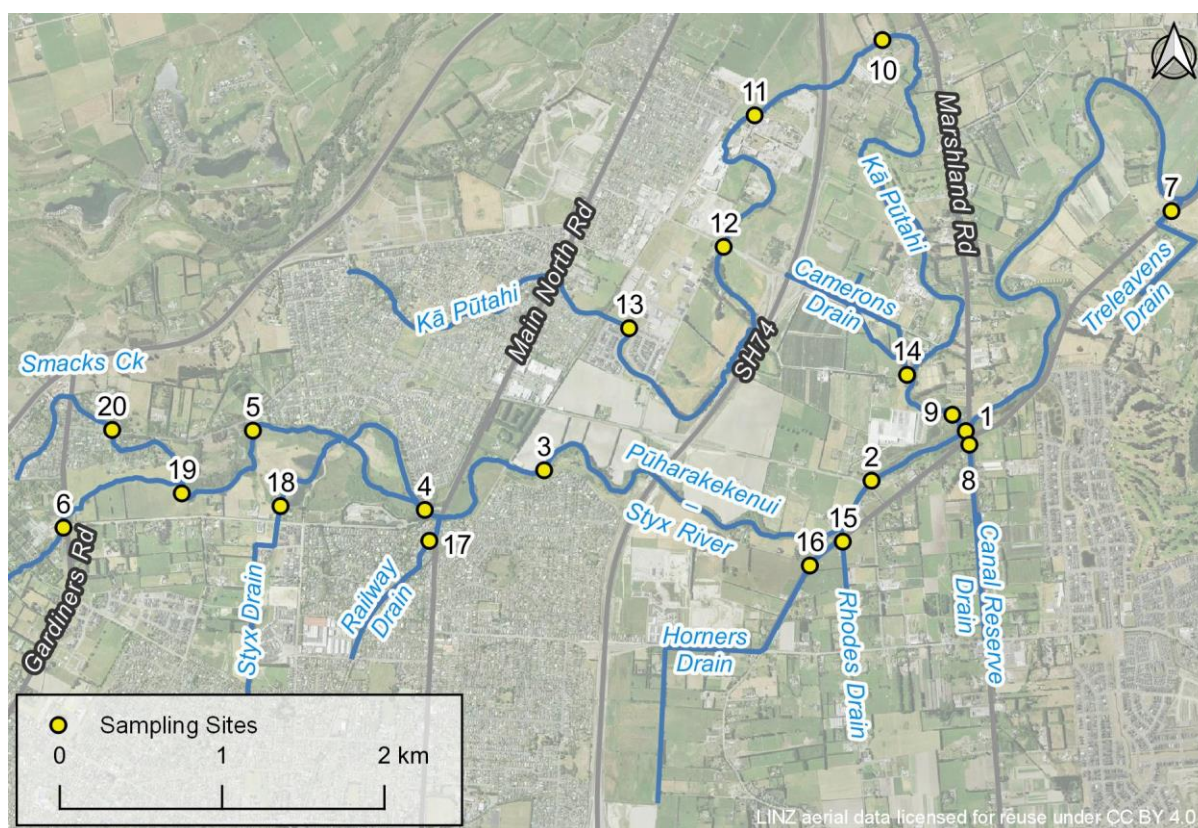 10
11
Marshland Rd
Kā Pūtahi
7
12
Main North Rd
Camerons
Drain
Treleavens
Drain
Kā Pūtahi
13
SH74
Smacks Ck
14
20
5
9
1
3
Pūharakekenui
–
Styx River
2
8
19
18
4
6
17
15
16
Gardiners Rd
Styx Drain
Railway
Drain
Horners
Drain
Rhodes Drain
Canal Reserve
Drain
Sampling Sites
0 1 2 km
LINZ aerial data licensed for reuse under CC BY 4.0